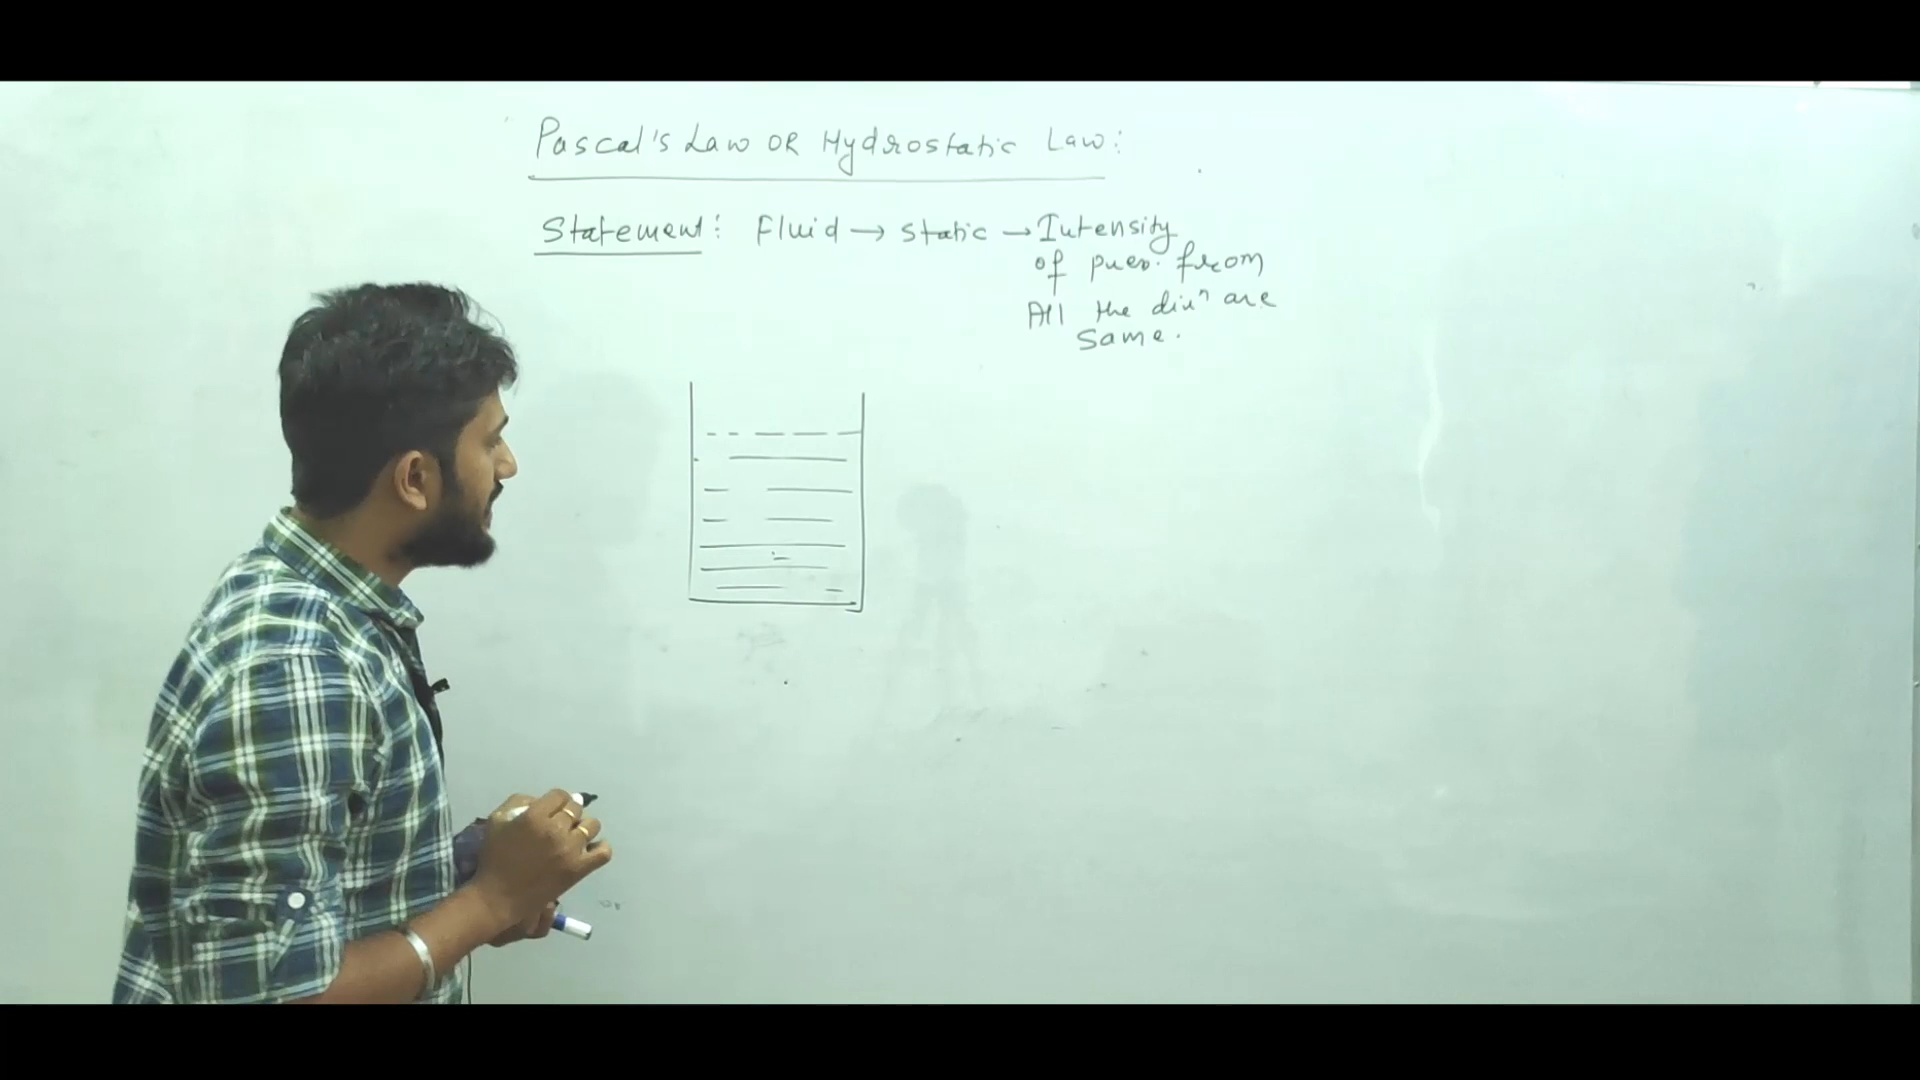 Pascal's Law OR Hydrostatic Law:
Statement: Fluid → static → Intensity
of pres. from
All the dirⁿ are
Same.